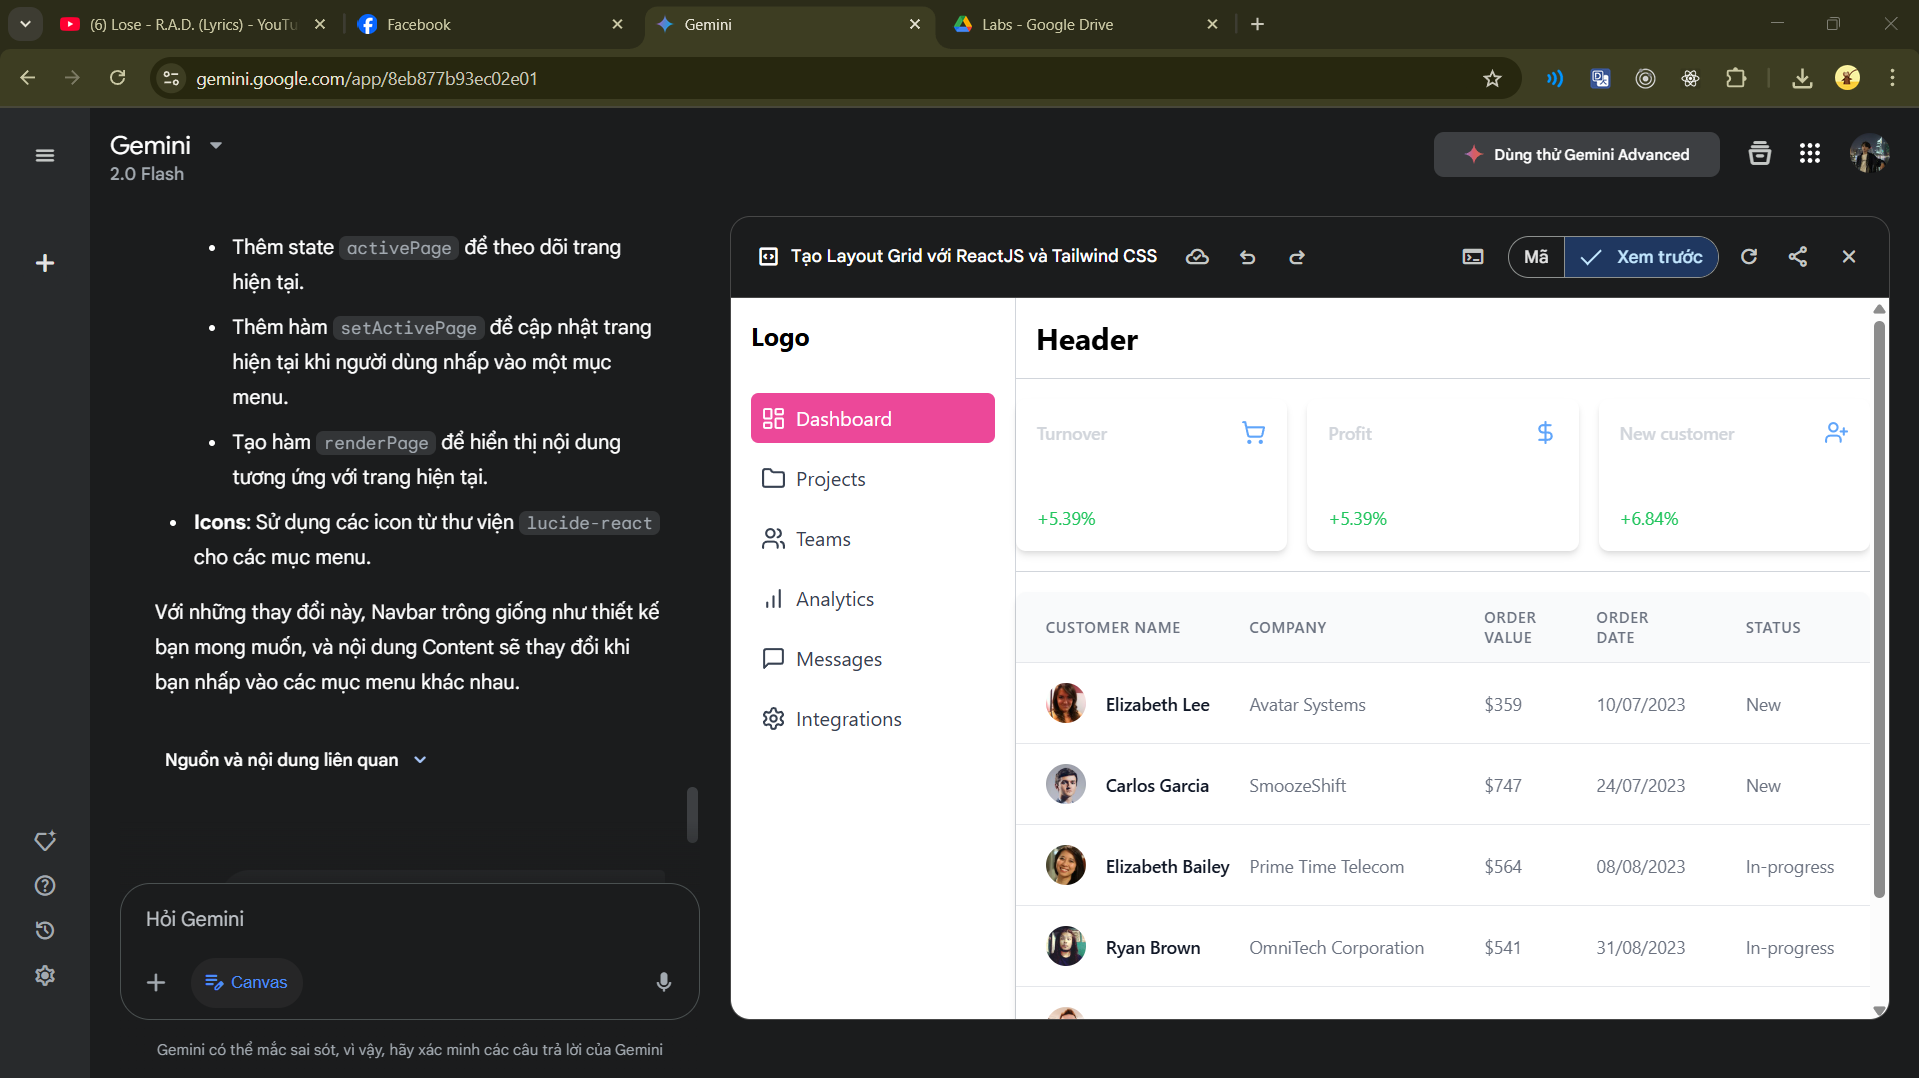 (6) Lose - R.A.D. (Lyrics) - YouTu
Facebook
Gemini
Labs - Google Drive
gemini.google.com/app/8eb877b93ec02e01
Gemini
2.0 Flash
Dùng thử Gemini Advanced
Thêm state activePage để theo dõi trang
hiện tại.
Thêm hàm setActivePage để cập nhật trang
hiện tại khi người dùng nhấp vào một mục
menu.
Tạo hàm renderPage để hiển thị nội dung
tương ứng với trang hiện tại.
Icons: Sử dụng các icon từ thư viện lucide-react
cho các mục menu.
Với những thay đổi này, Navbar trông giống như thiết kế
bạn mong muốn, và nội dung Content sẽ thay đổi khi
bạn nhấp vào các mục menu khác nhau.
Nguồn và nội dung liên quan
Hỏi Gemini
Canvas
Gemini có thể mắc sai sót, vì vậy, hãy xác minh các câu trả lời của Gemini
Tạo Layout Grid với ReactJS và Tailwind CSS
Mã
Xem trước
Logo
Dashboard
Projects
Teams
Analytics
Messages
Integrations
Header
Turnover
+5.39%
Profit
+5.39%
New customer
+6.84%
CUSTOMER NAME COMPANY ORDER VALUE ORDER DATE STATUS
Elizabeth Lee Avatar Systems $359 10/07/2023 New
Carlos Garcia SmoozeShift $747 24/07/2023 New
Elizabeth Bailey Prime Time Telecom $564 08/08/2023 In-progress
Ryan Brown OmniTech Corporation $541 31/08/2023 In-progress